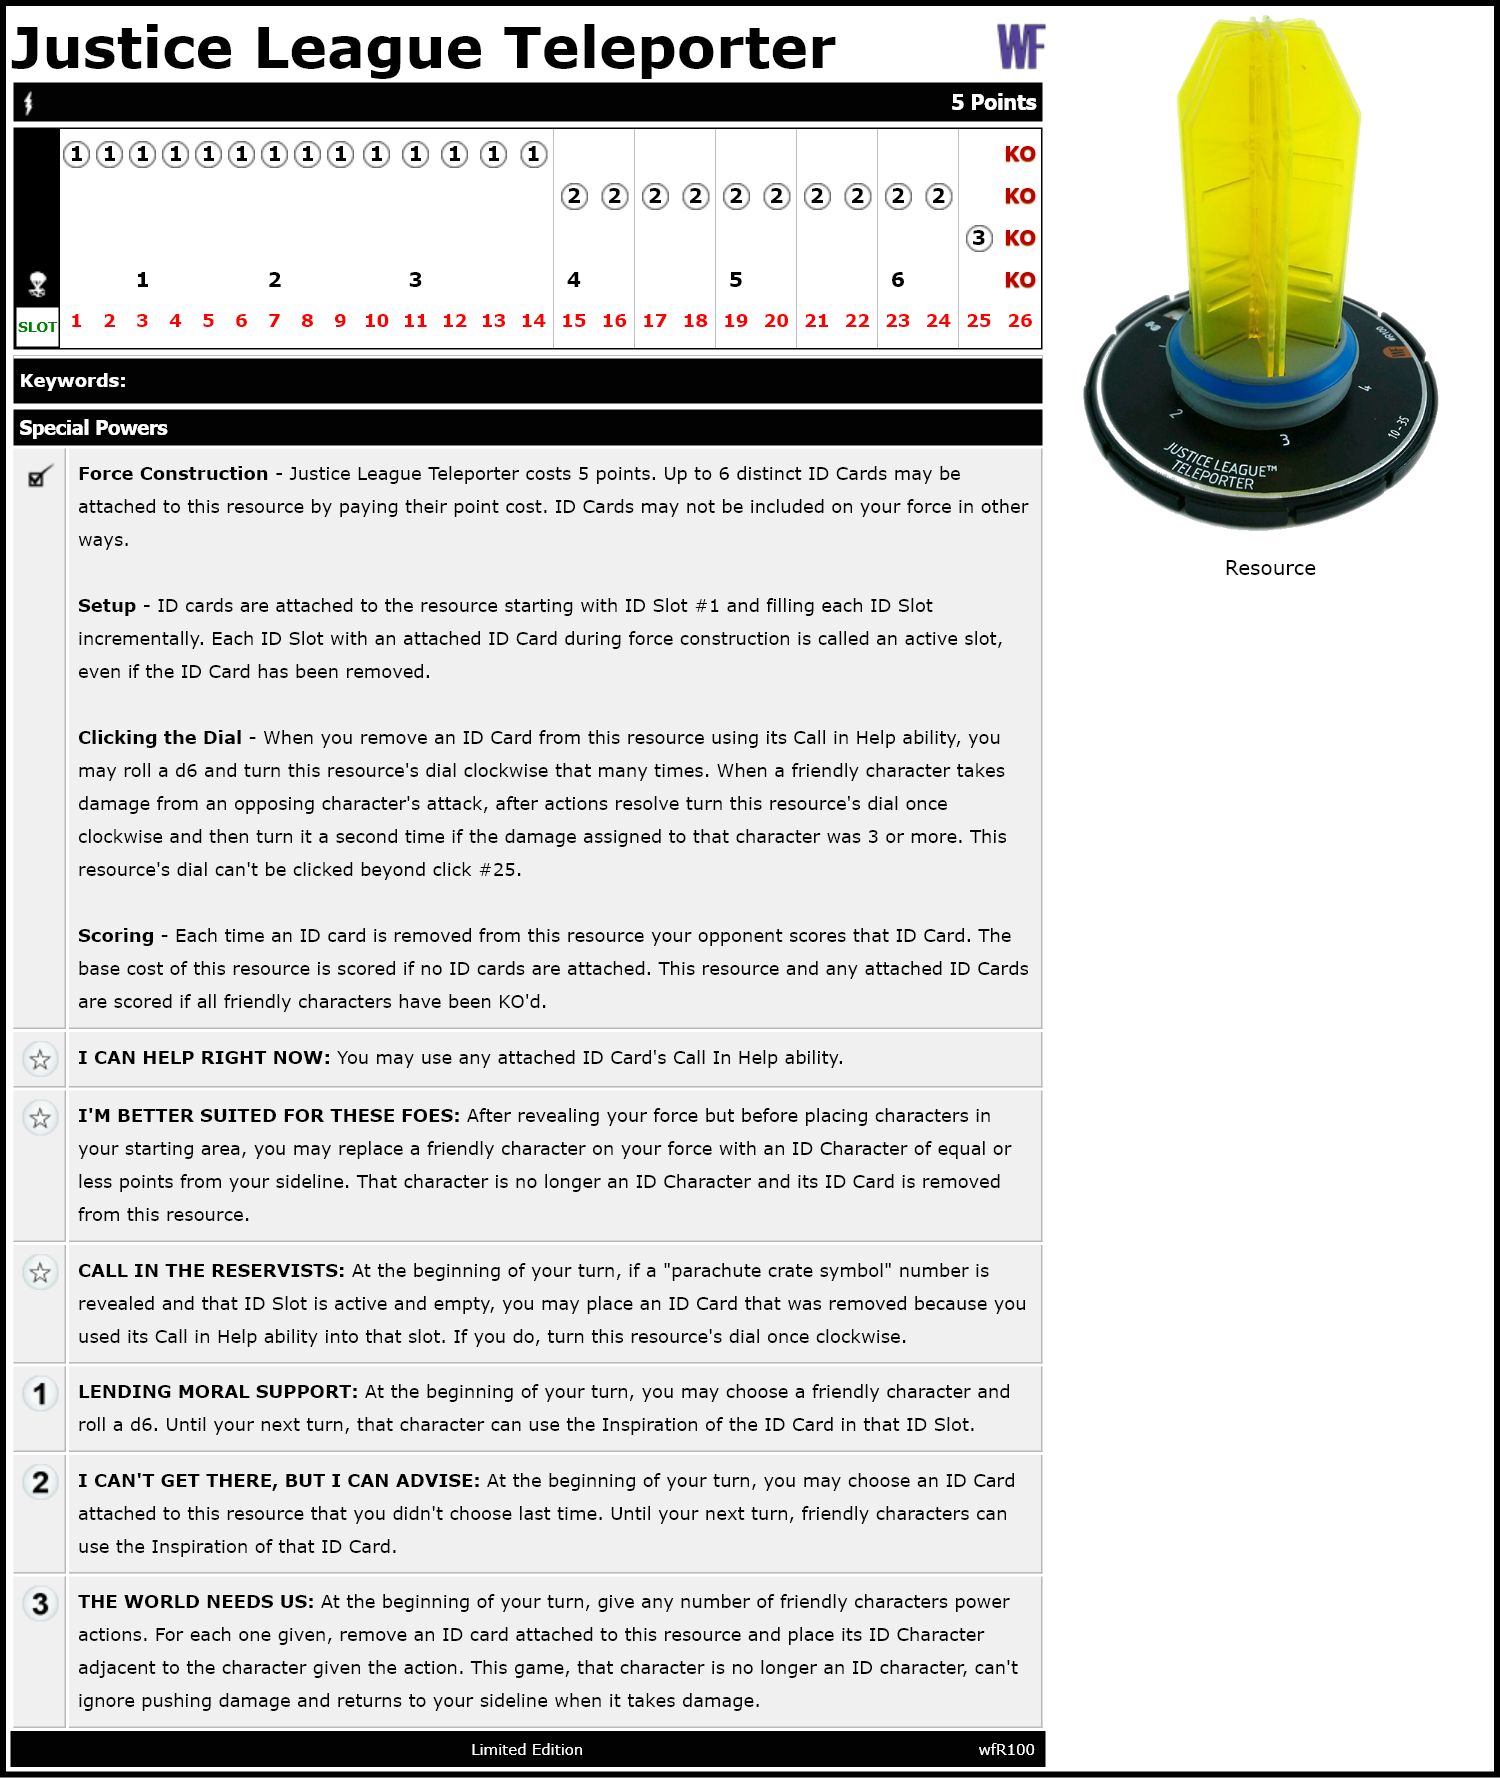 Justice League Teleporter
WF
5 Points
1 1 1 1 1 1 1 1 1 1 1 1 1 1 KO
2 2 2 2 2 2 2 2 2 2 KO
3 KO
1 2 3 4 5 6 KO
SLOT 1 2 3 4 5 6 7 8 9 10 11 12 13 14 15 16 17 18 19 20 21 22 23 24 25 26
Keywords:
Special Powers
Force Construction - Justice League Teleporter costs 5 points. Up to 6 distinct ID Cards may be
attached to this resource by paying their point cost. ID Cards may not be included on your force in other
ways.
Setup - ID cards are attached to the resource starting with ID Slot #1 and filling each ID Slot
incrementally. Each ID Slot with an attached ID Card during force construction is called an active slot,
even if the ID Card has been removed.
Clicking the Dial - When you remove an ID Card from this resource using its Call in Help ability, you
may roll a d6 and turn this resource's dial clockwise that many times. When a friendly character takes
damage from an opposing character's attack, after actions resolve turn this resource's dial once
clockwise and then turn it a second time if the damage assigned to that character was 3 or more. This
resource's dial can't be clicked beyond click #25.
Scoring - Each time an ID card is removed from this resource your opponent scores that ID Card. The
base cost of this resource is scored if no ID cards are attached. This resource and any attached ID Cards
are scored if all friendly characters have been KO'd.
I CAN HELP RIGHT NOW: You may use any attached ID Card's Call In Help ability.
I'M BETTER SUITED FOR THESE FOES: After revealing your force but before placing characters in
your starting area, you may replace a friendly character on your force with an ID Character of equal or
less points from your sideline. That character is no longer an ID Character and its ID Card is removed
from this resource.
CALL IN THE RESERVISTS: At the beginning of your turn, if a "parachute crate symbol" number is
revealed and that ID Slot is active and empty, you may place an ID Card that was removed because you
used its Call in Help ability into that slot. If you do, turn this resource's dial once clockwise.
1 LENDING MORAL SUPPORT: At the beginning of your turn, you may choose a friendly character and
roll a d6. Until your next turn, that character can use the Inspiration of the ID Card in that ID Slot.
2 I CAN'T GET THERE, BUT I CAN ADVISE: At the beginning of your turn, you may choose an ID Card
attached to this resource that you didn't choose last time. Until your next turn, friendly characters can
use the Inspiration of that ID Card.
3 THE WORLD NEEDS US: At the beginning of your turn, give any number of friendly characters power
actions. For each one given, remove an ID card attached to this resource and place its ID Character
adjacent to the character given the action. This game, that character is no longer an ID character, can't
ignore pushing damage and returns to your sideline when it takes damage.
Limited Edition wfR100
#R100
2 3 4
10-35
JUSTICE LEAGUE™
TELEPORTER
Resource